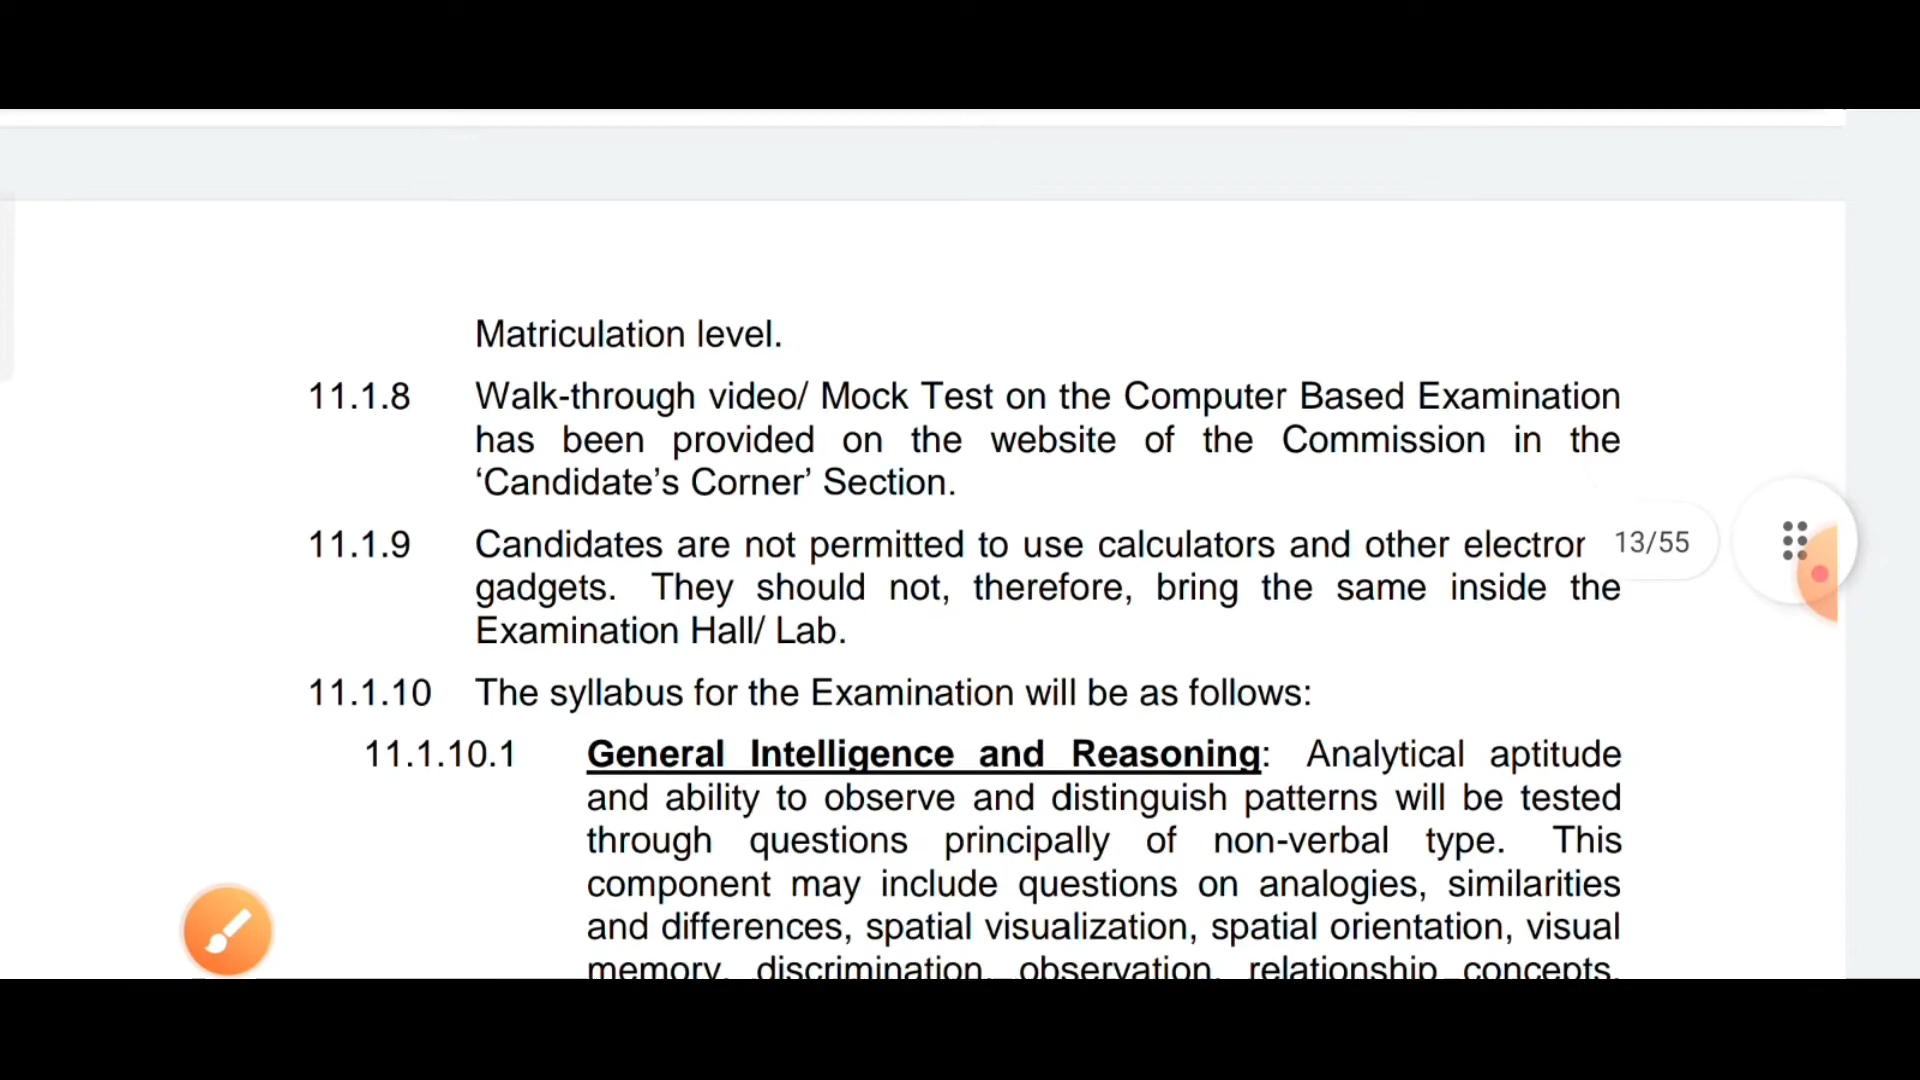 Matriculation level.
11.1.8 Walk-through video/ Mock Test on the Computer Based Examination
has been provided on the website of the Commission in the
‘Candidate’s Corner’ Section.
11.1.9 Candidates are not permitted to use calculators and other
13/55
gadgets. They should not, therefore, bring the same inside the
Examination Hall/ Lab.
11.1.10 The syllabus for the Examination will be as follows:
11.1.10.1 General Intelligence and Reasoning: Analytical aptitude
and ability to observe and distinguish patterns will be tested
through questions principally of non-verbal type. This
component may include questions on analogies, similarities
and differences, spatial visualization, spatial orientation, visual
memory, discrimination, observation, relationship concepts,